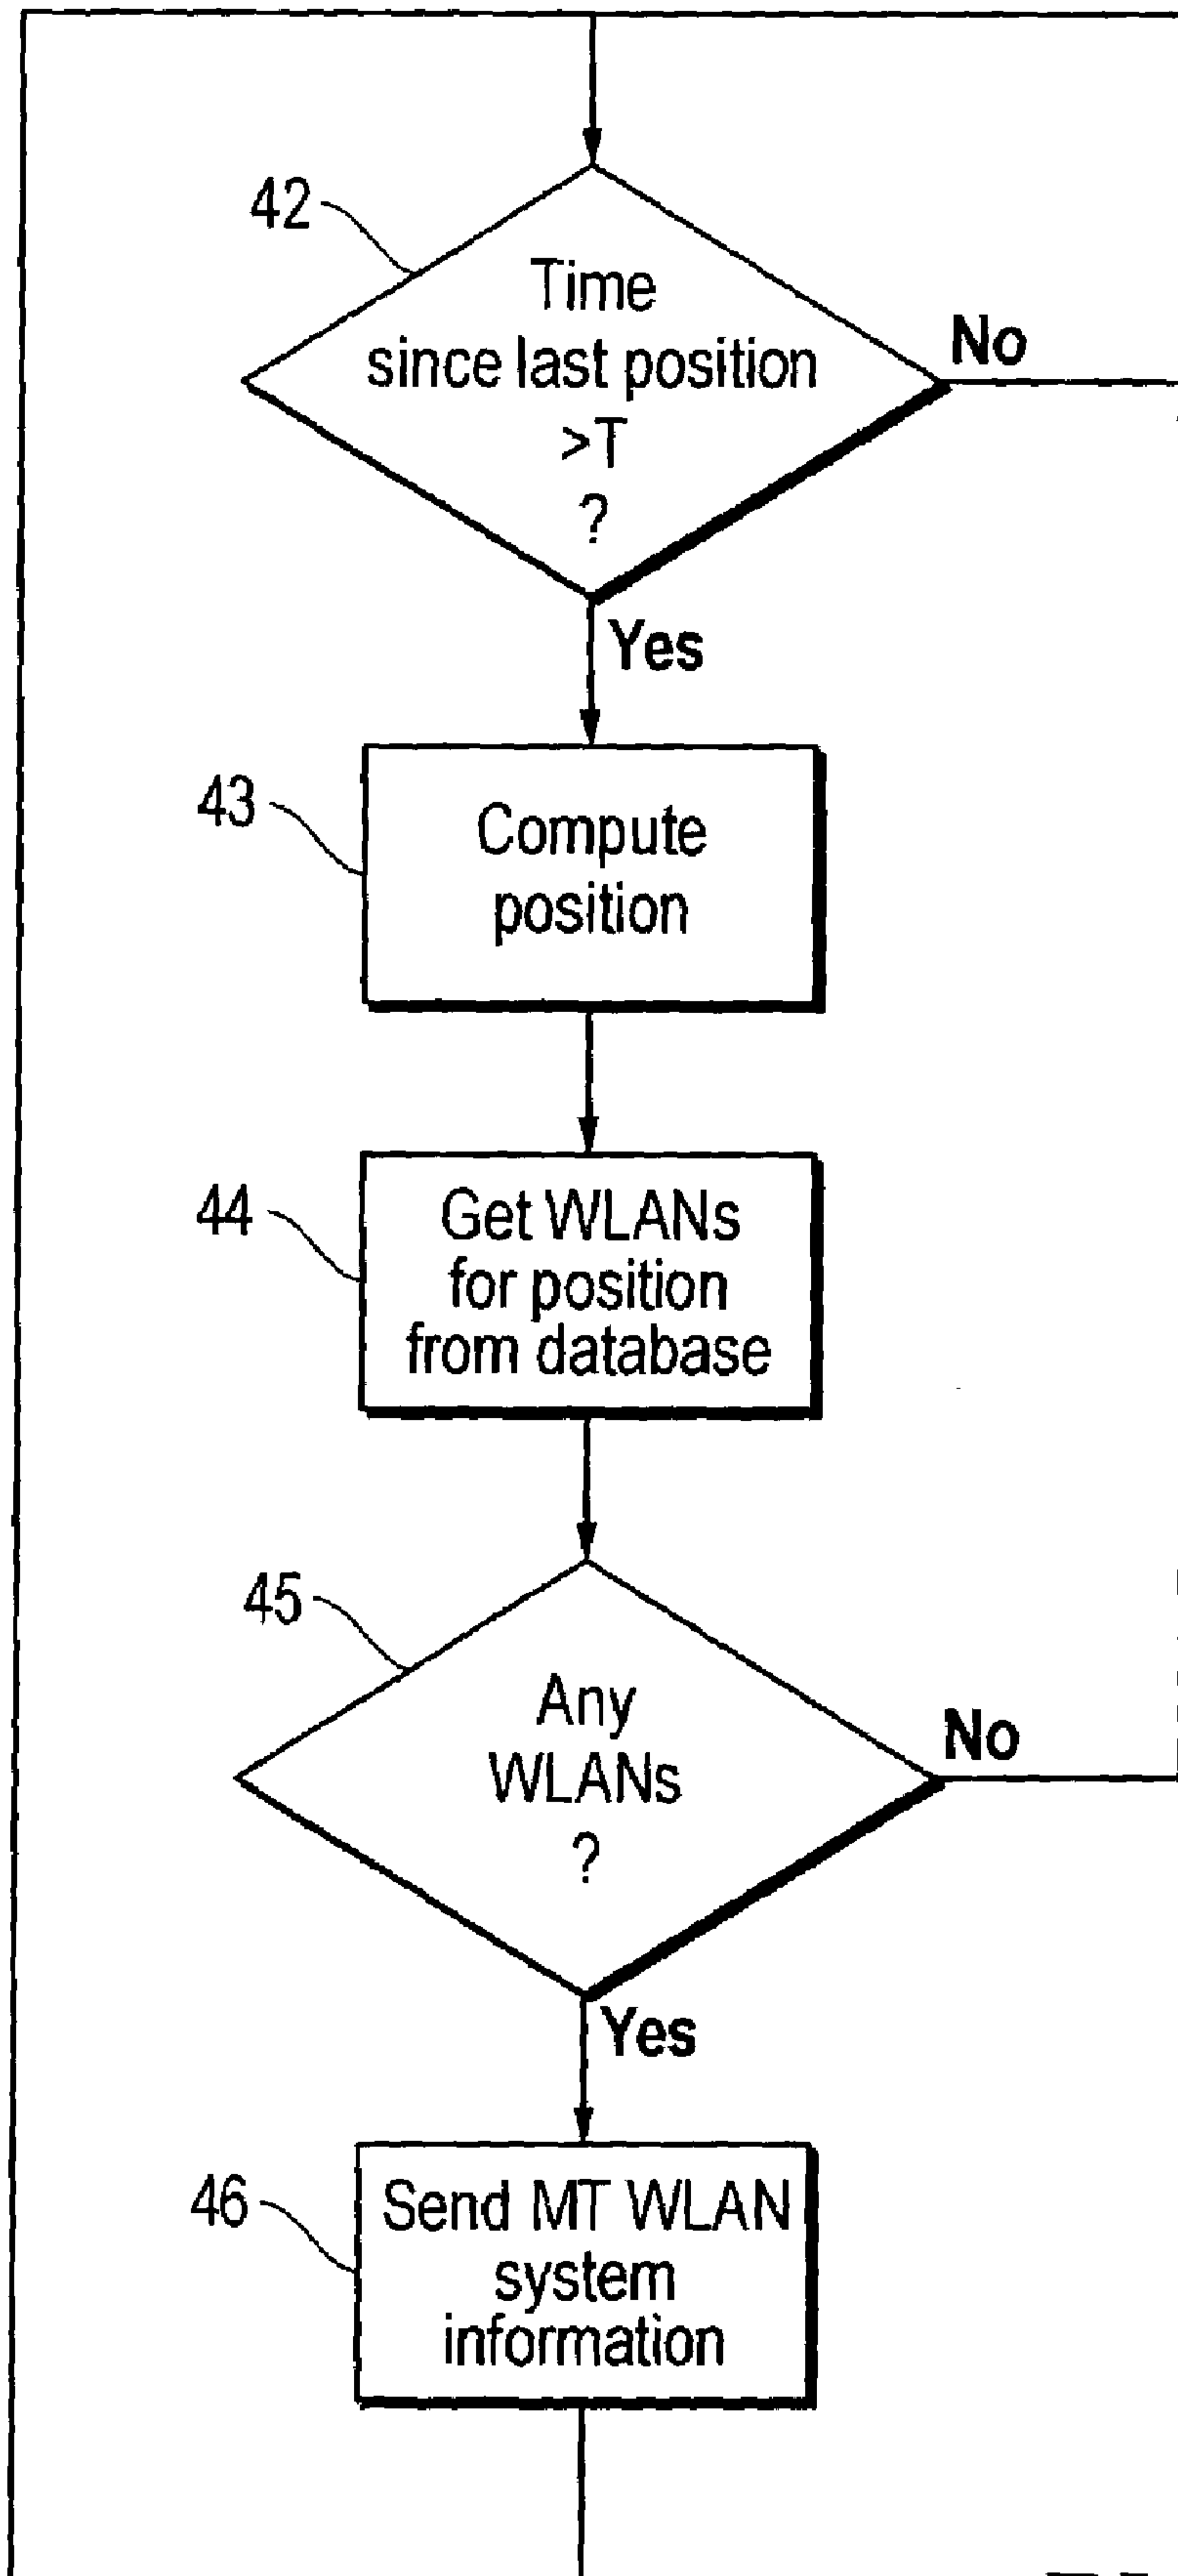 42
Time
since last position
>T
?
No
Yes
43
Compute
position
44
Get WLANs
for position
from database
45
Any
WLANs
?
No
Yes
46
Send MT WLAN
system
information